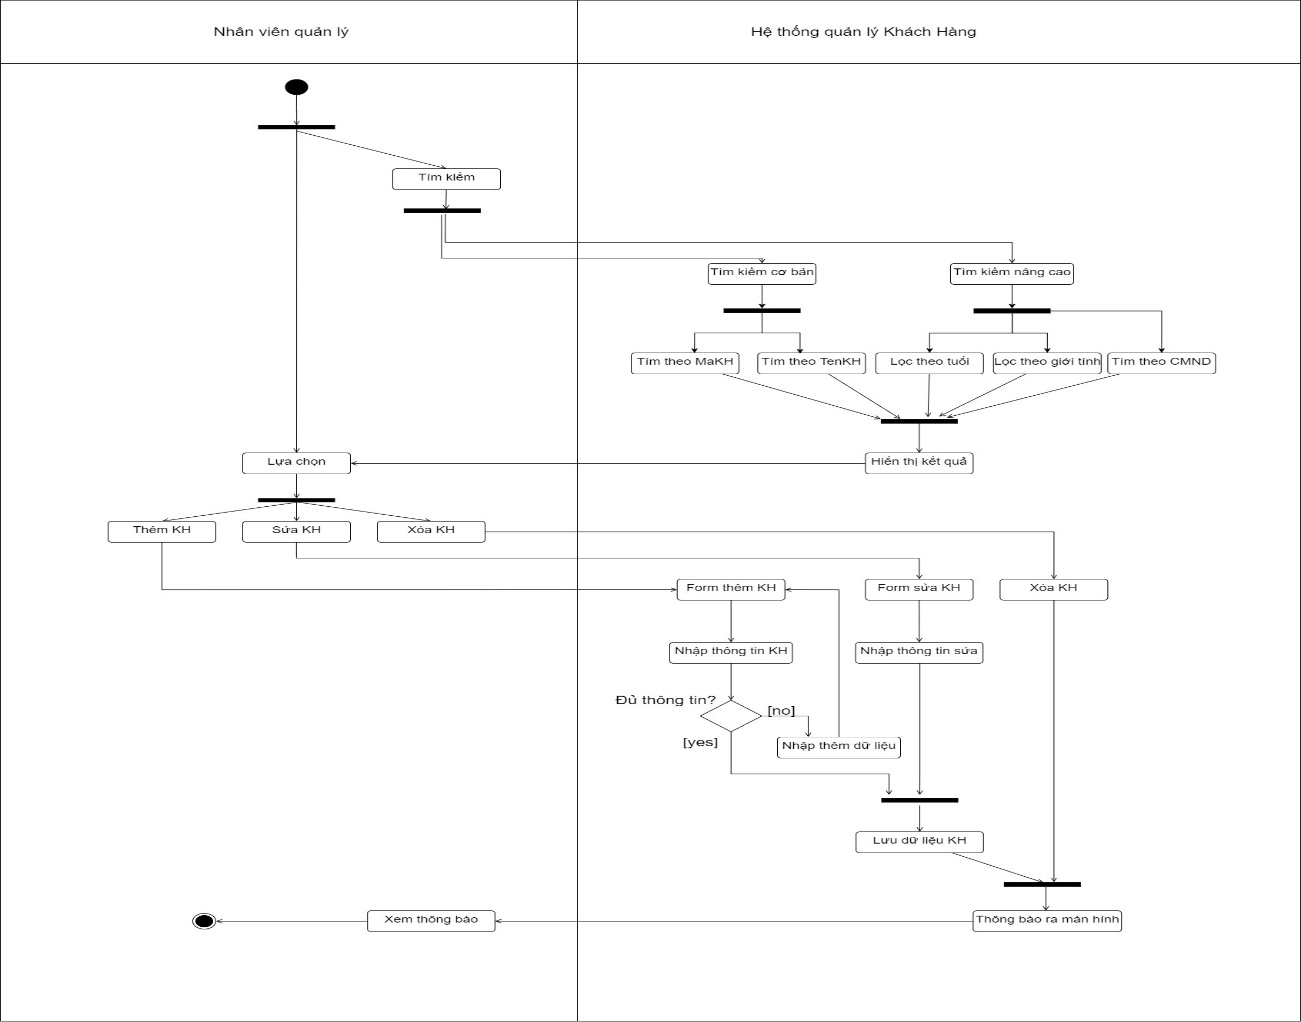 Nhân viên quản lý
Hệ thống quản lý Khách Hàng
Tìm kiếm
Tìm kiếm cơ bản
Tìm kiếm nâng cao
Tìm theo MaKH
Tìm theo TenKH
Lọc theo tuổi
Lọc theo giới tính
Tìm theo CMND
Lựa chọn
Hiển thị kết quả
Thêm KH
Sửa KH
Xóa KH
Form thêm KH
Form sửa KH
Xóa KH
Nhập thông tin KH
Nhập thông tin sửa
Đủ thông tin?
[no]
[yes]
Nhập thêm dữ liệu
Lưu dữ liệu KH
Xem thông báo
Thông báo ra màn hình